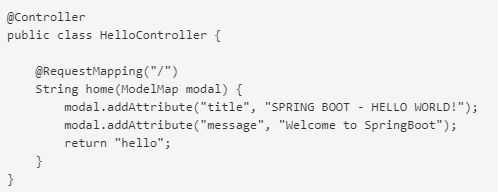 @Controller
public class HelloController {
@RequestMapping("/")
String home(ModelMap modal) {
modal.addAttribute("title", "SPRING BOOT - HELLO WORLD!");
modal.addAttribute("message", "Welcome to SpringBoot");
return "hello";
}
}